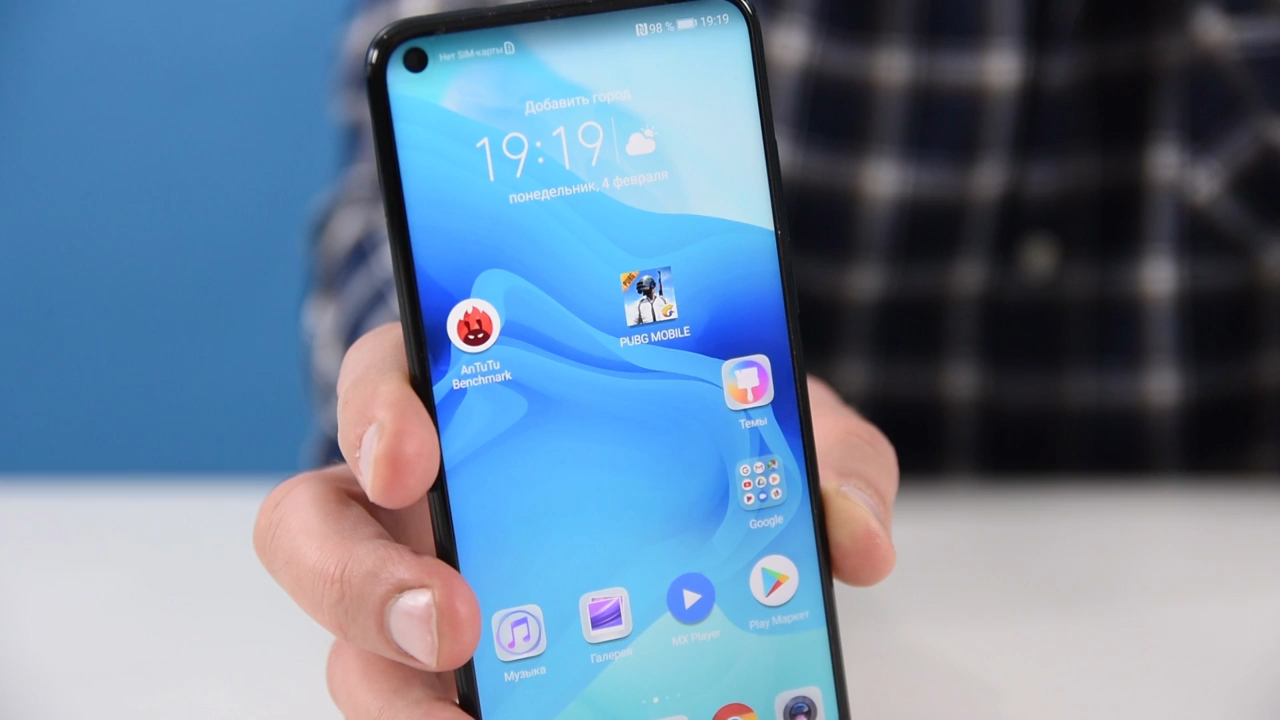 Нет SIM-карты
98 % 19:19
Добавить город
19:19
понедельник, 4 февраля
PUBG
PUBG MOBILE
AnTuTu
Benchmark
Темы
Google
Музыка
Галерея
MX Player
Play Маркет